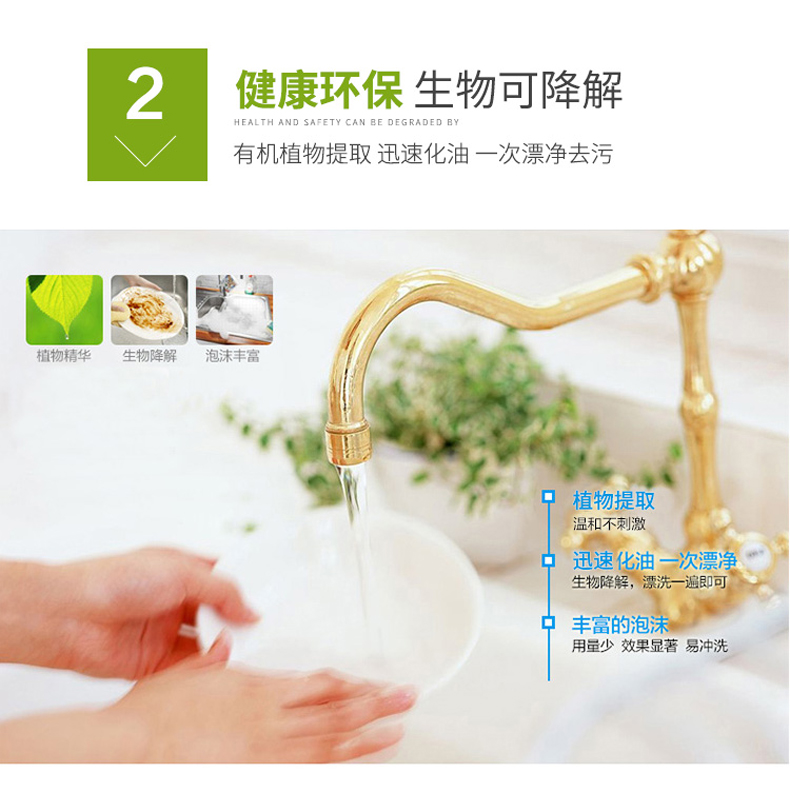 2
健康环保 生物可降解
HEALTH AND SAFETY CAN BE DEGRADED BY
有机植物提取 迅速化油 一次漂净去污
植物精华 生物降解 泡沫丰富
植物提取
温和不刺激
迅速化油 一次漂净
生物降解，漂洗一遍即可
丰富的泡沫
用量少 效果显著 易冲洗